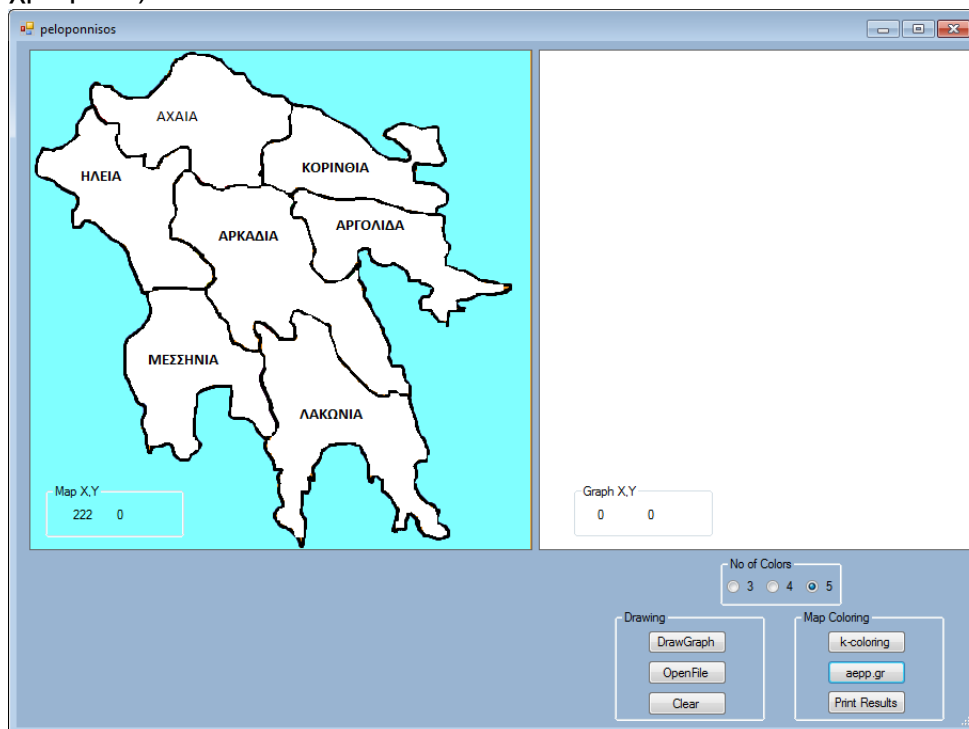 peloponnisos
ΑΧΑΙΑ
ΚΟΡΙΝΘΙΑ
ΗΛΕΙΑ
ΑΡΓΟΛΙΔΑ
ΑΡΚΑΔΙΑ
ΜΕΣΣΗΝΙΑ
ΛΑΚΩΝΙΑ
Map X,Y
222 0
Graph X,Y
0 0
No of Colors
3 4 5
Drawing
DrawGraph
OpenFile
Clear
Map Coloring
k-coloring
aepp.gr
Print Results